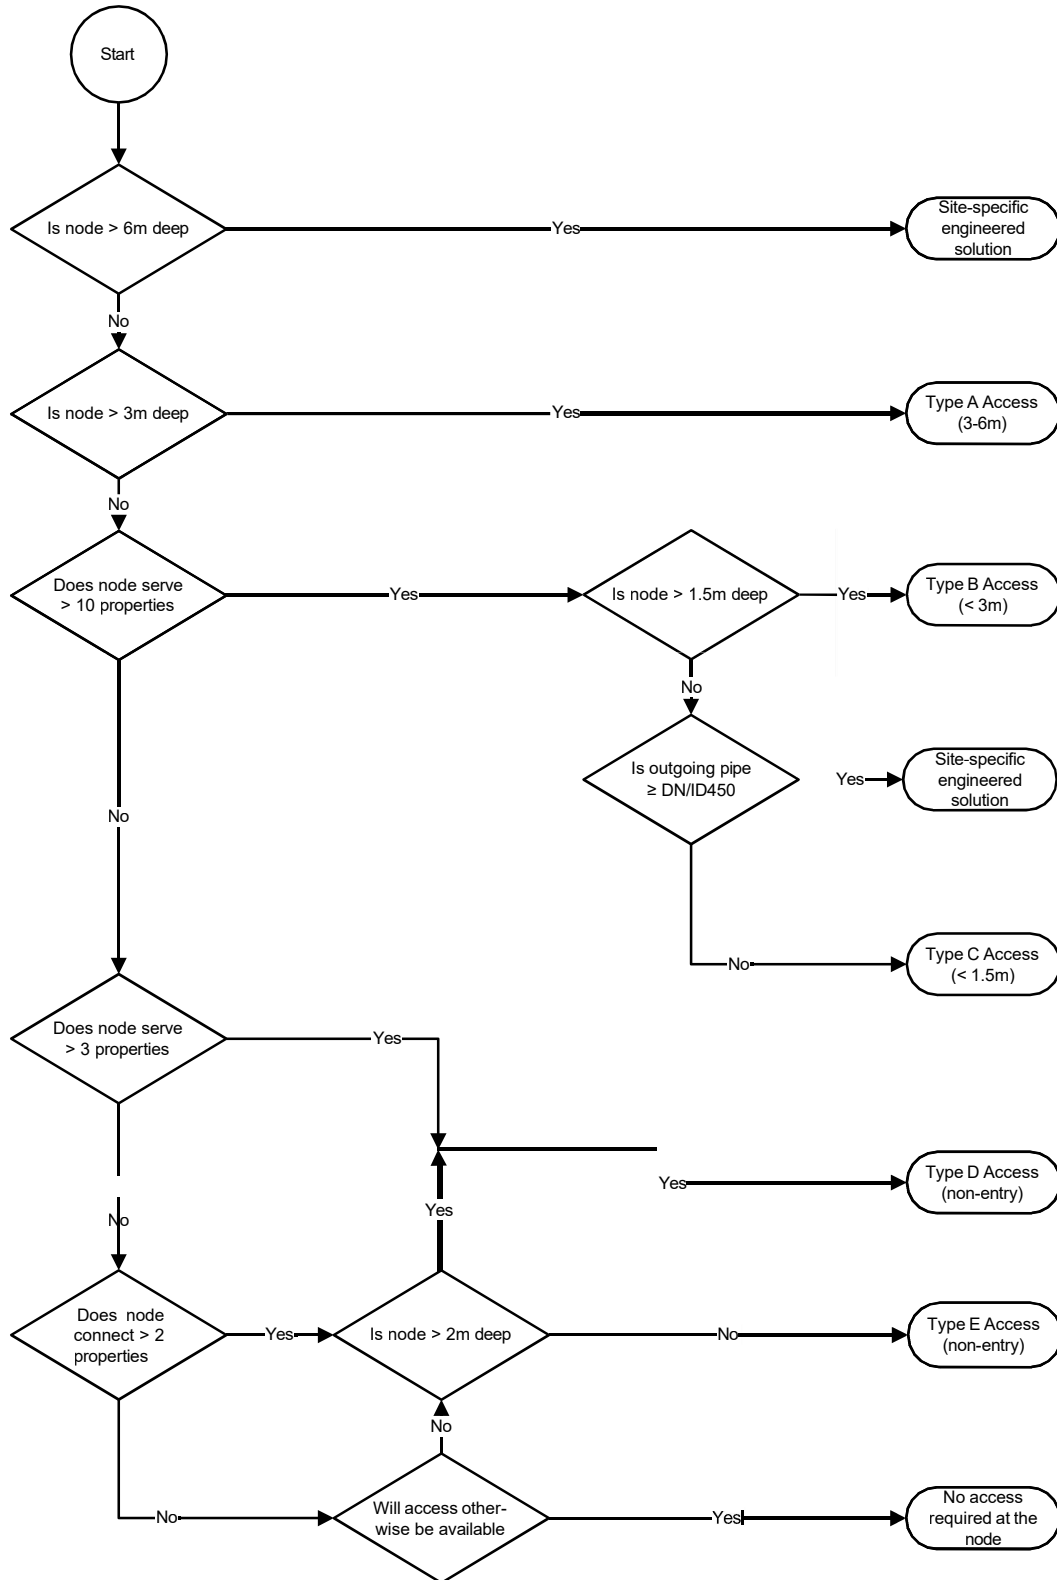 Start
Is node > 6m deep
Yes
Site-specific
engineered
solution
No
Is node > 3m deep
Yes
Type A Access
(3-6m)
No
Does node serve
> 10 properties
Yes
Is node > 1.5m deep
Yes
Type B Access
(< 3m)
No
Is outgoing pipe
≥ DN/ID450
Yes
Site-specific
engineered
solution
No
No
Type C Access
(< 1.5m)
Does node serve
> 3 properties
Yes
Yes
Type D Access
(non-entry)
No
Yes
Does node
connect > 2
properties
Yes
Is node > 2m deep
No
Type E Access
(non-entry)
No
No
Will access other-
wise be available
Yes
No access
required at the
node